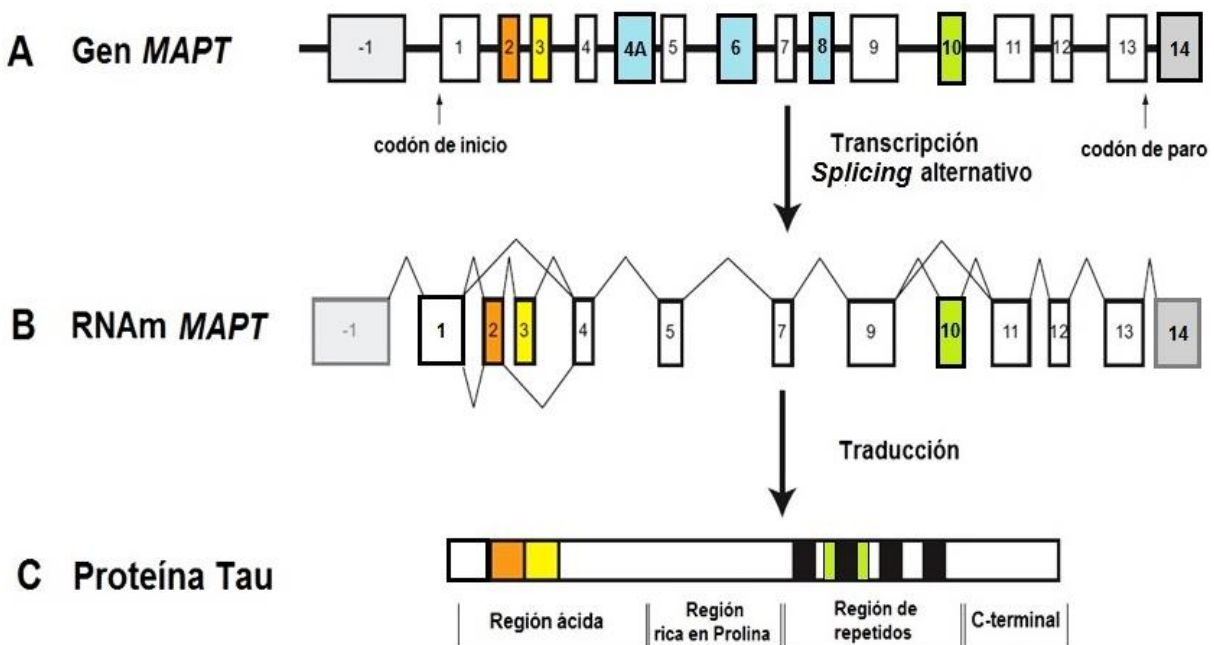 A Gen MAPT
-1 1 2 3 4 4A 5 6 7 8 9 10 11 12 13 14
codón de inicio
codón de paro
Transcripción
Splicing alternativo
B RNAm MAPT
-1 1 2 3 4 5 7 9 10 11 12 13 14
Traducción
C Proteína Tau
Región ácida
Región
rica en Prolina
Región de
repetidos
C-terminal